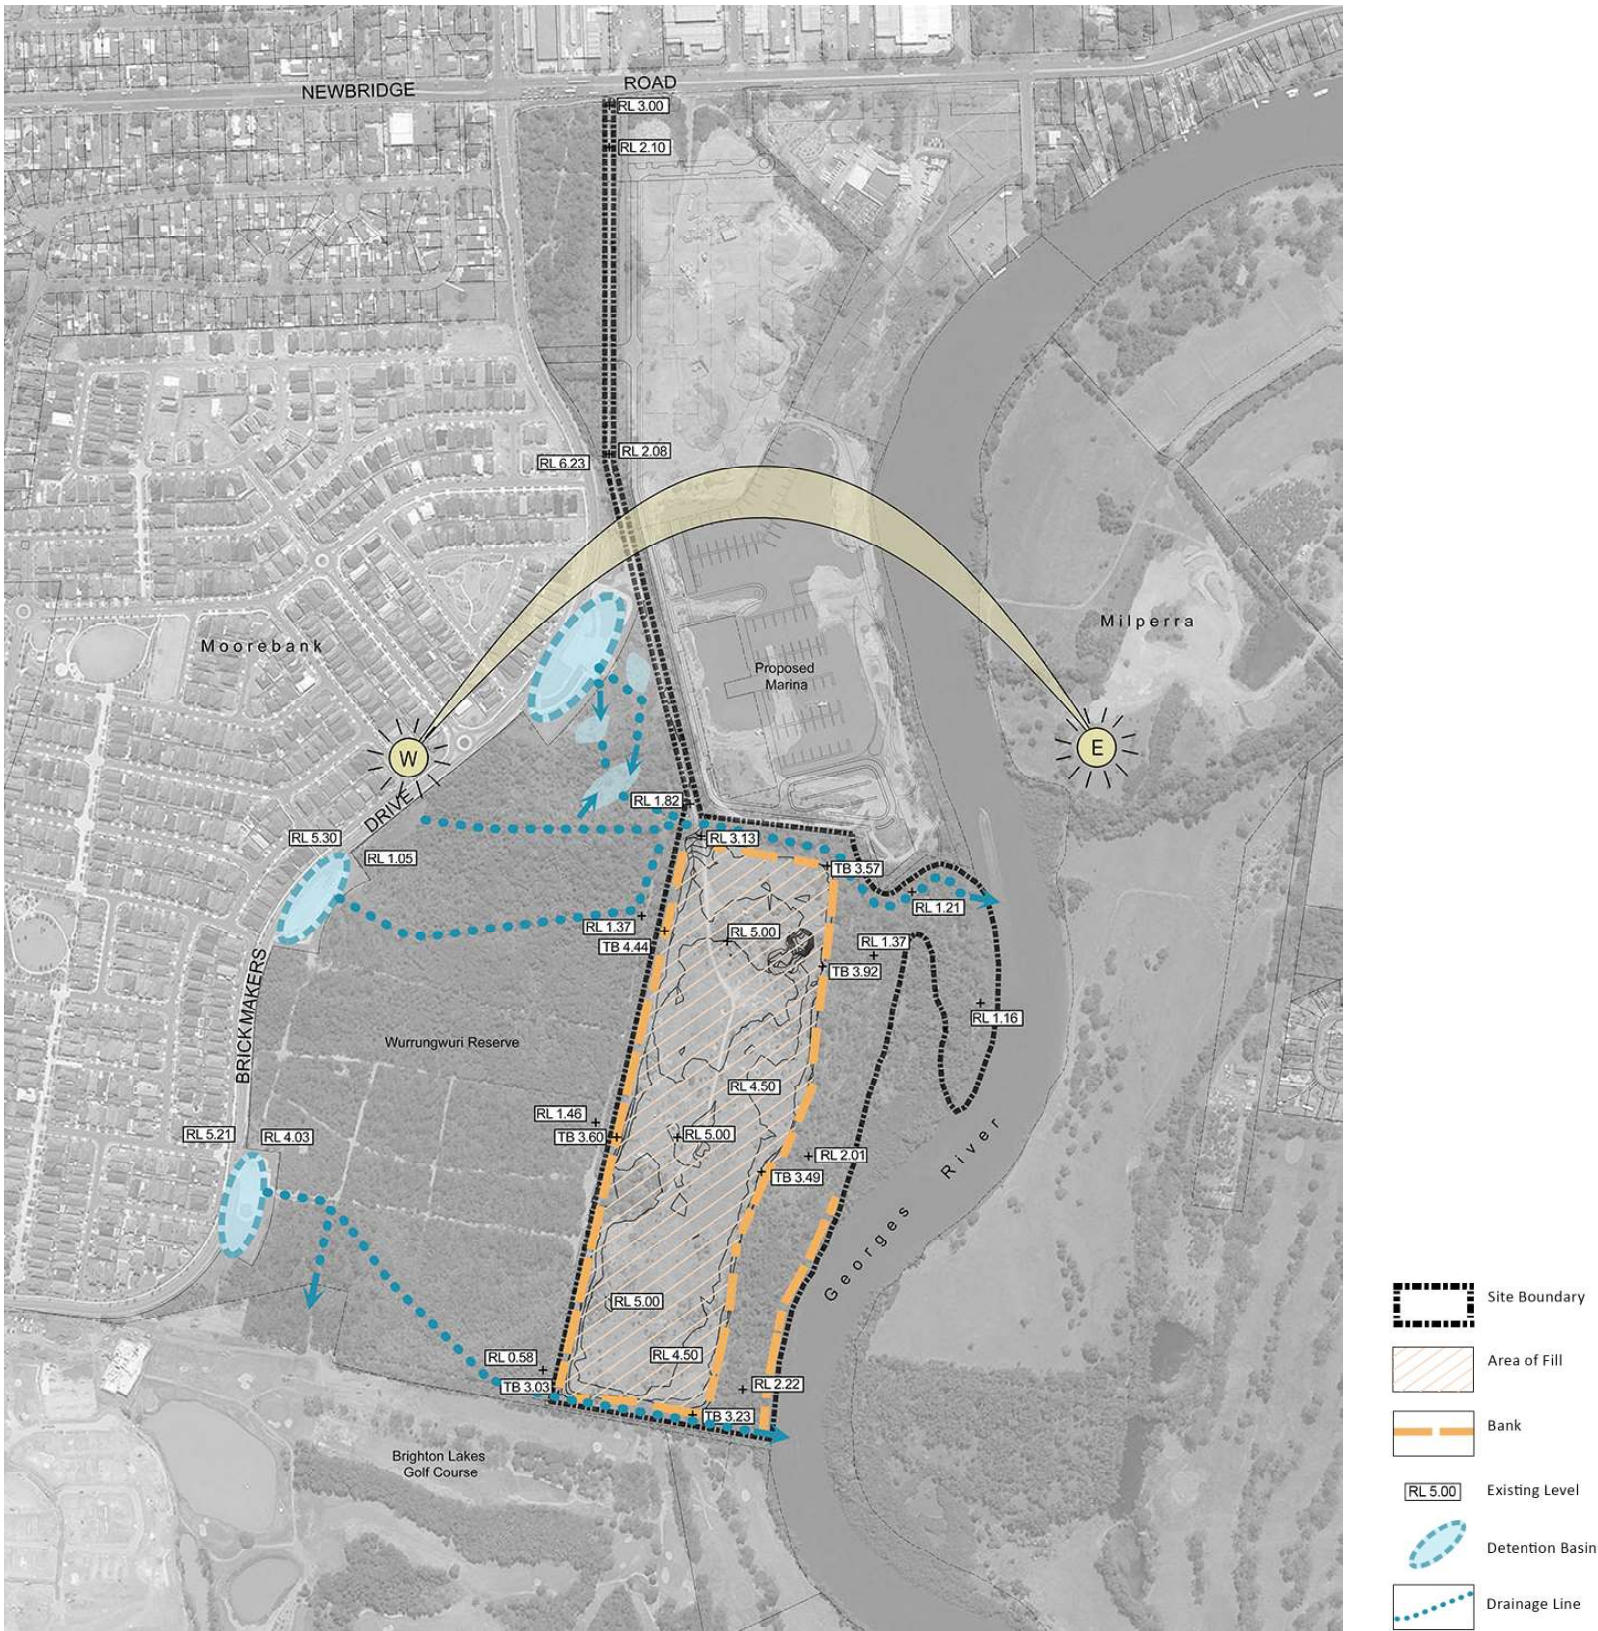 NEWBRIDGE ROAD
RL 3.00
RL 2.10
RL 2.08
RL 6.23
Milperra
Moorebank
Proposed
Marina
W
E
RL 1.82
DRIVE
RL 5.30
RL 3.13
RL 1.05
TB 3.57
RL 1.21
RL 1.37
RL 5.00
RL 1.37
TB 4.44
TB 3.92
RL 1.16
BRICKMAKERS
Wurrungwuri Reserve
RL 4.50
RL 1.46
RL 5.21
RL 4.03
TB 3.60
RL 5.00
RL 2.01
TB 3.49
Georges River
RL 5.00
RL 4.50
RL 0.58
TB 3.03
RL 2.22
TB 3.23
Brighton Lakes
Golf Course
Site Boundary
Area of Fill
Bank
RL 5.00 Existing Level
Detention Basin
Drainage Line